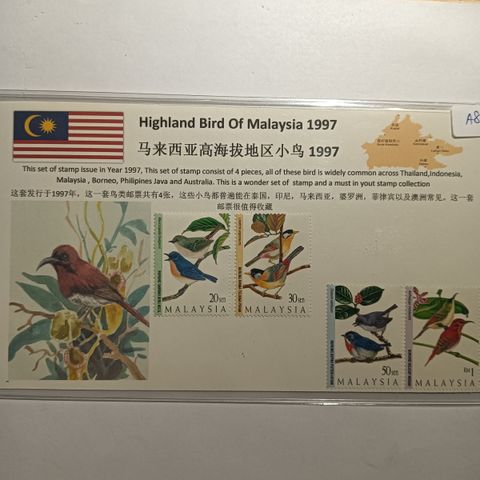 Highland Bird Of Malaysia 1997
A8
马来西亚高海拔地区小鸟 1997
This set of stamp issue in Year 1997, This set of stamp consist of 4 pieces, all of these bird is widely common across Thailand,Indonesia,
Malaysia , Borneo, Philipines Java and Australia. This is a wonder set of stamp and a must in yout stamp collection
这套发行于1997年，这一套鸟类邮票共有4张，这些小鸟都普遍能在泰国，印尼，马来西亚，婆罗洲，菲律宾以及澳洲常见。这一套
邮票很值得收藏
20 sen
MALAYSIA
30 sen
MALAYSIA
50 sen
MALAYSIA
RM1
MALAYSIA